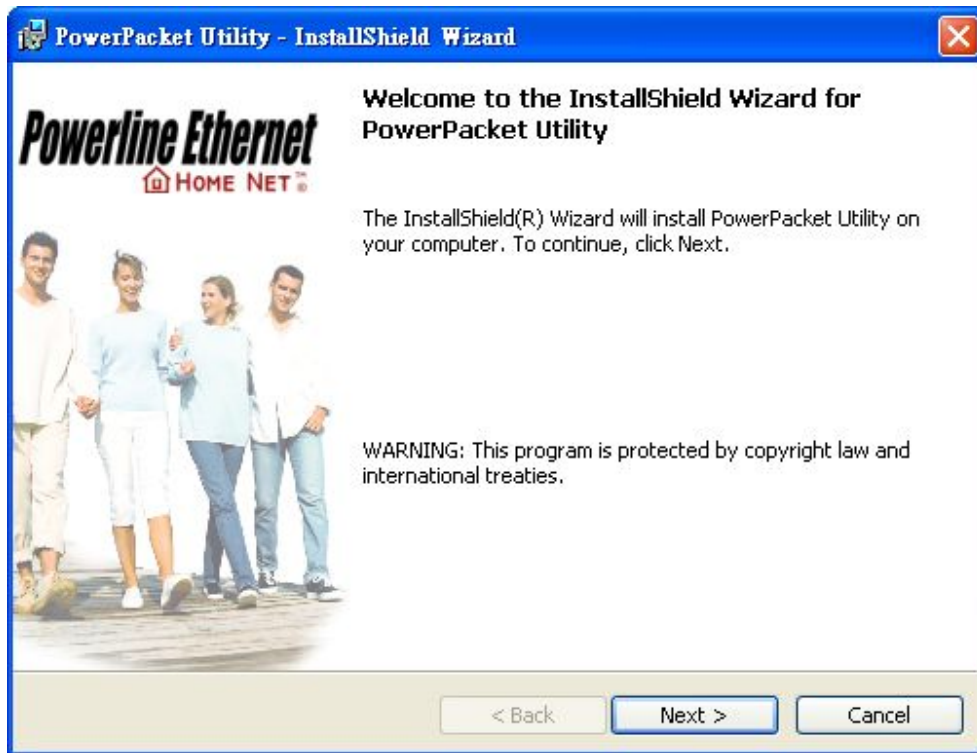 PowerPacket Utility - InstallShield Wizard
Powerline Ethernet
HOME NET
Welcome to the InstallShield Wizard for
PowerPacket Utility
The InstallShield(R) Wizard will install PowerPacket Utility on
your computer. To continue, click Next.
WARNING: This program is protected by copyright law and
international treaties.
< Back
Next >
Cancel